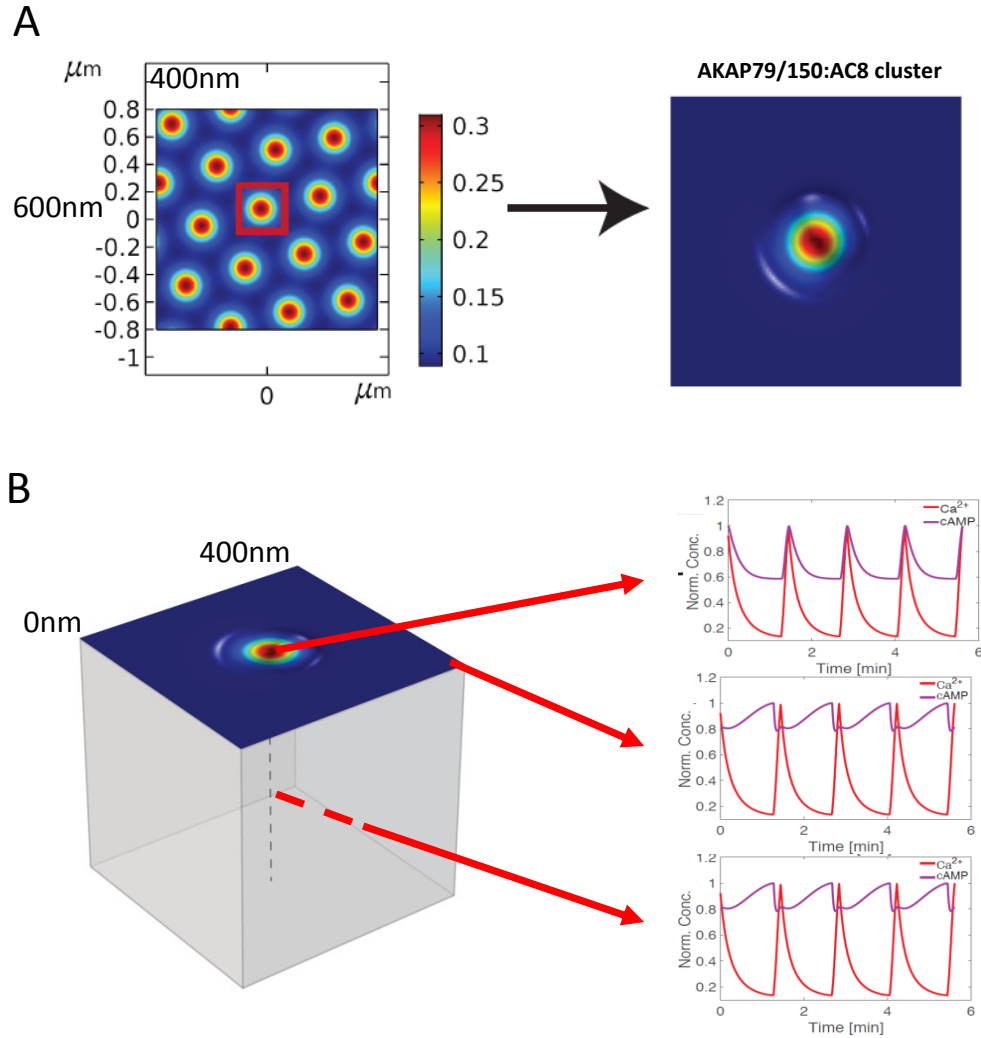 A
μm
400nm
AKAP79/150:AC8 cluster
0.8
0.6
0.4
0.2
0
-0.2
-0.4
-0.6
-0.8
-1
600nm
0
μm
0.3
0.25
0.2
0.15
0.1
B
400nm
0nm
1.2
1
0.8
0.6
0.4
0.2
Norm. Conc.
Ca2+
cAMP
0
2
4
6
Time [min]
1.2
1
0.8
0.6
0.4
0.2
Norm. Conc.
Ca2+
cAMP
0
2
4
6
Time [min]
1.2
1
0.8
0.6
0.4
0.2
Norm. Conc.
Ca2+
cAMP
0
2
4
6
Time [min]